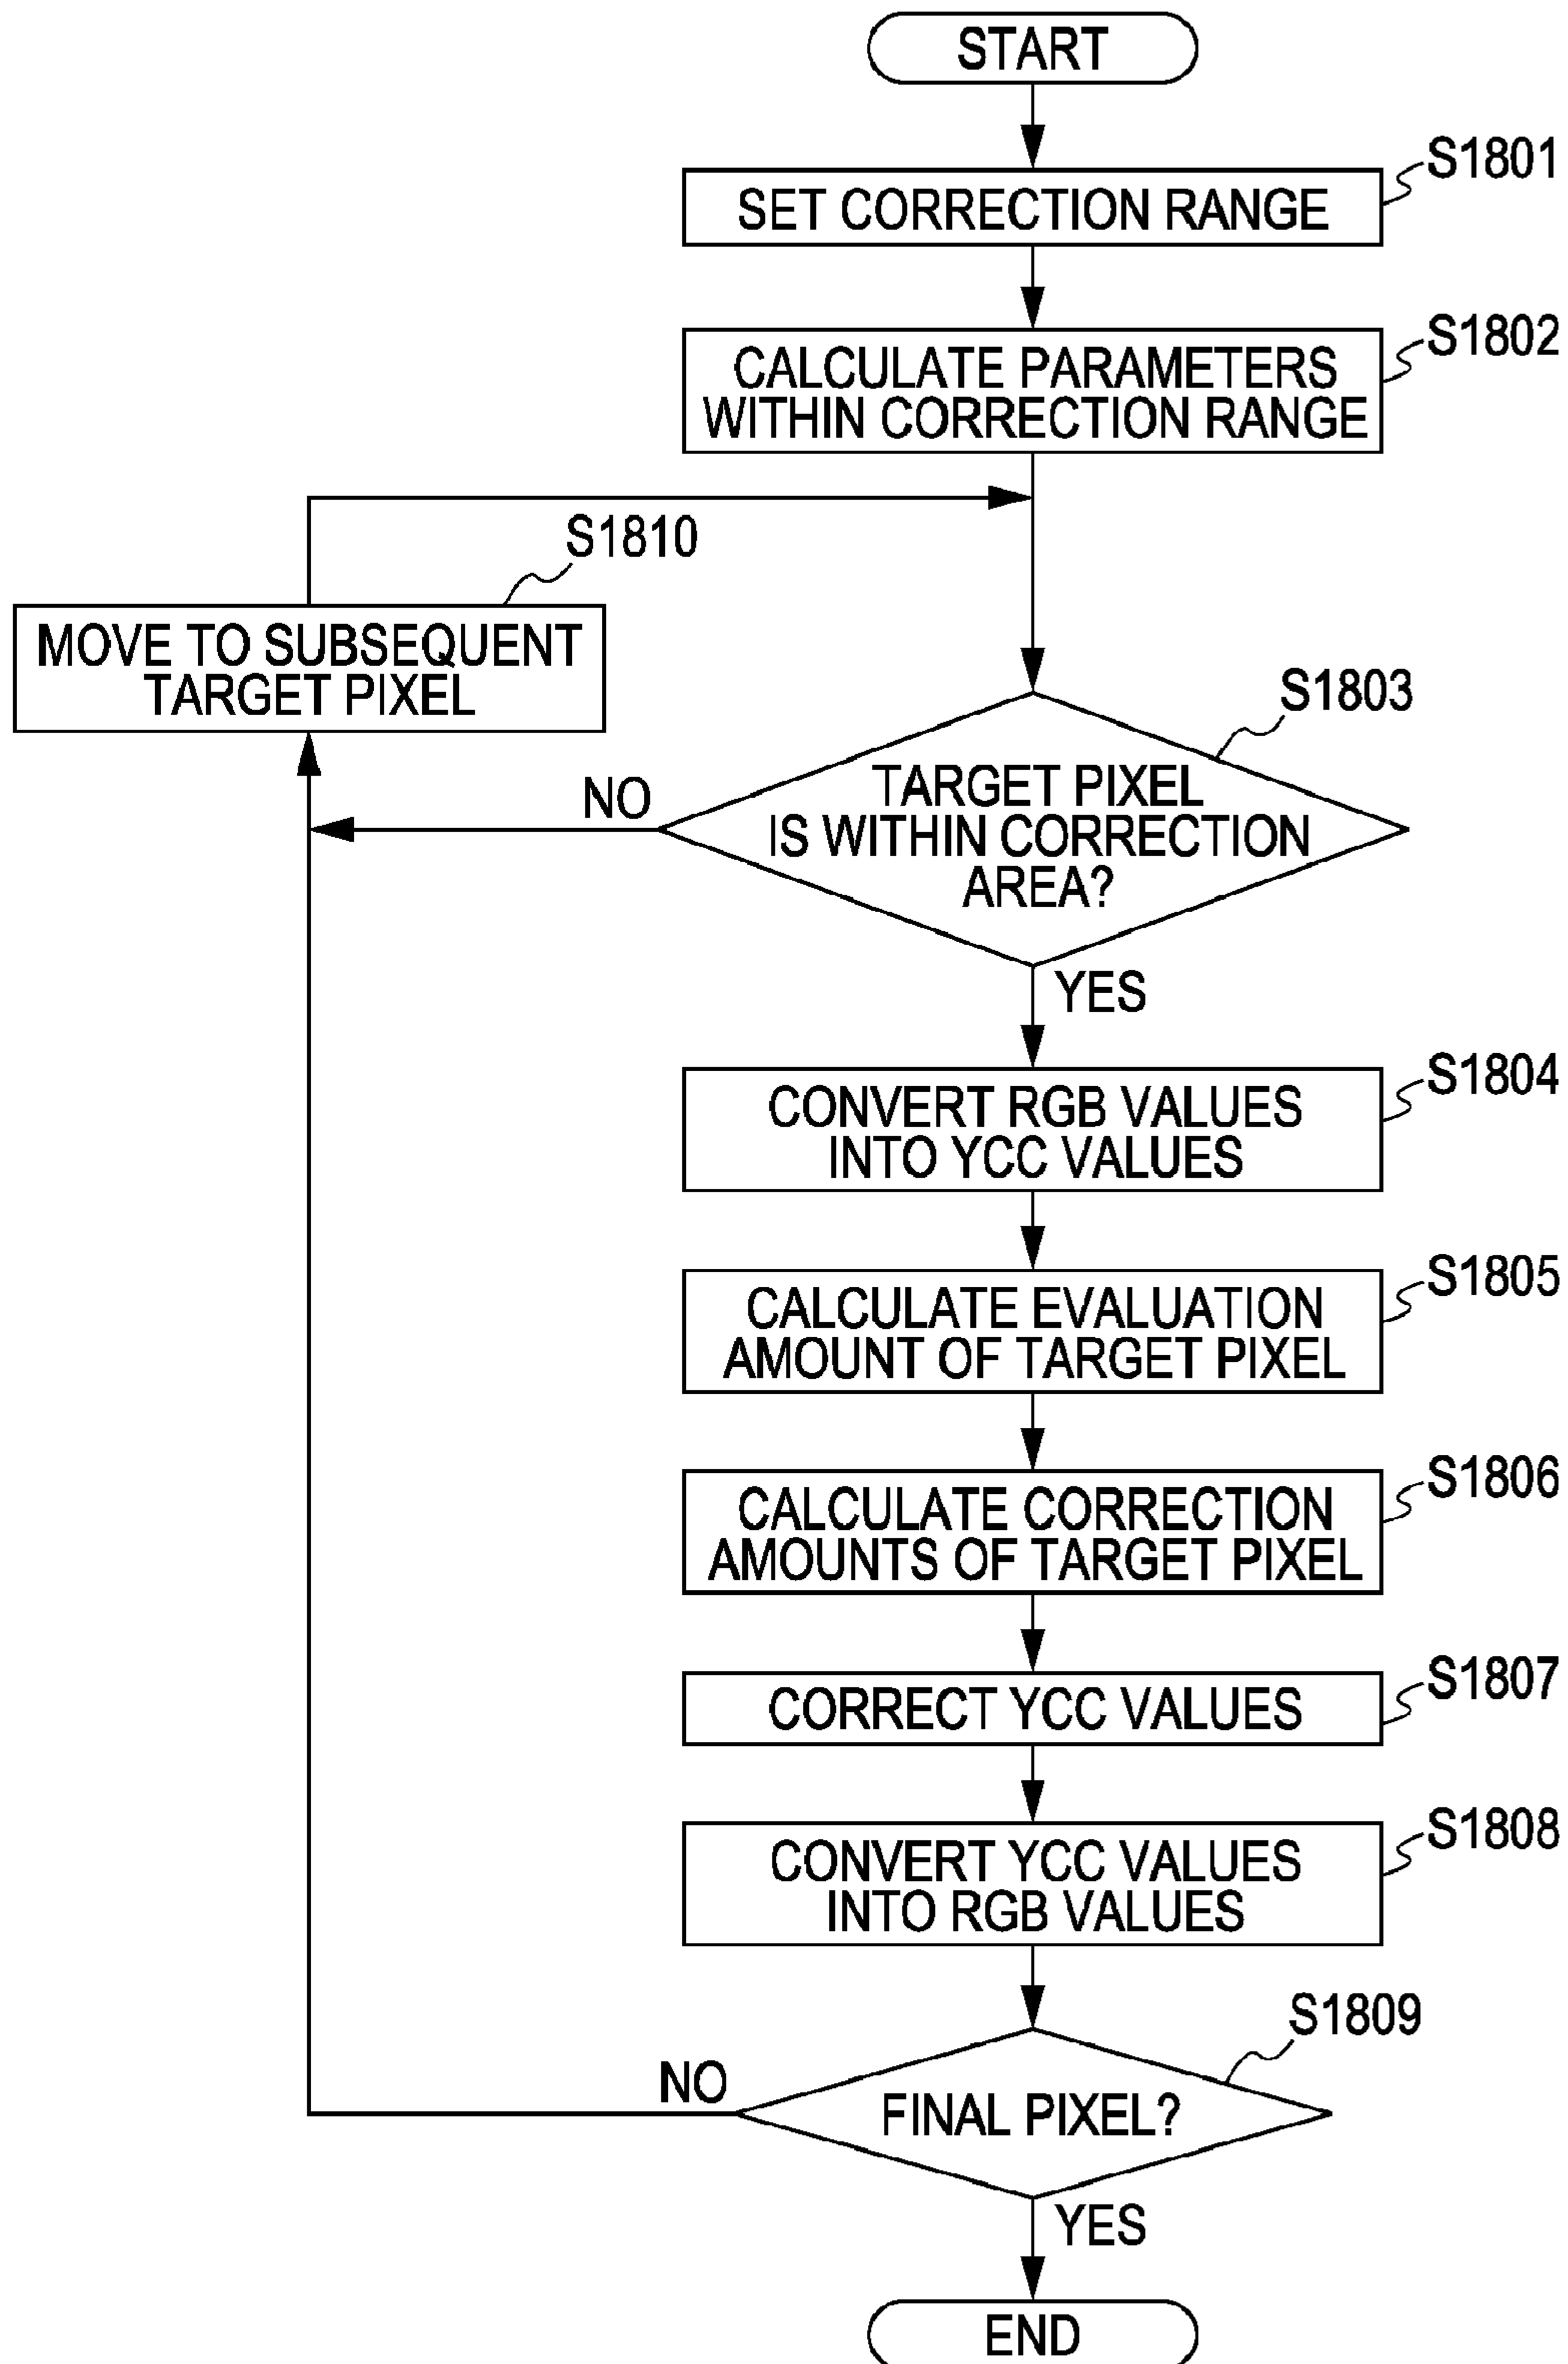 START
S1801
SET CORRECTION RANGE
S1802
CALCULATE PARAMETERS
WITHIN CORRECTION RANGE
S1810
MOVE TO SUBSEQUENT
TARGET PIXEL
S1803
TARGET PIXEL
IS WITHIN CORRECTION
AREA?
NO
YES
S1804
CONVERT RGB VALUES
INTO YCC VALUES
S1805
CALCULATE EVALUATION
AMOUNT OF TARGET PIXEL
S1806
CALCULATE CORRECTION
AMOUNTS OF TARGET PIXEL
S1807
CORRECT YCC VALUES
S1808
CONVERT YCC VALUES
INTO RGB VALUES
S1809
FINAL PIXEL?
NO
YES
END